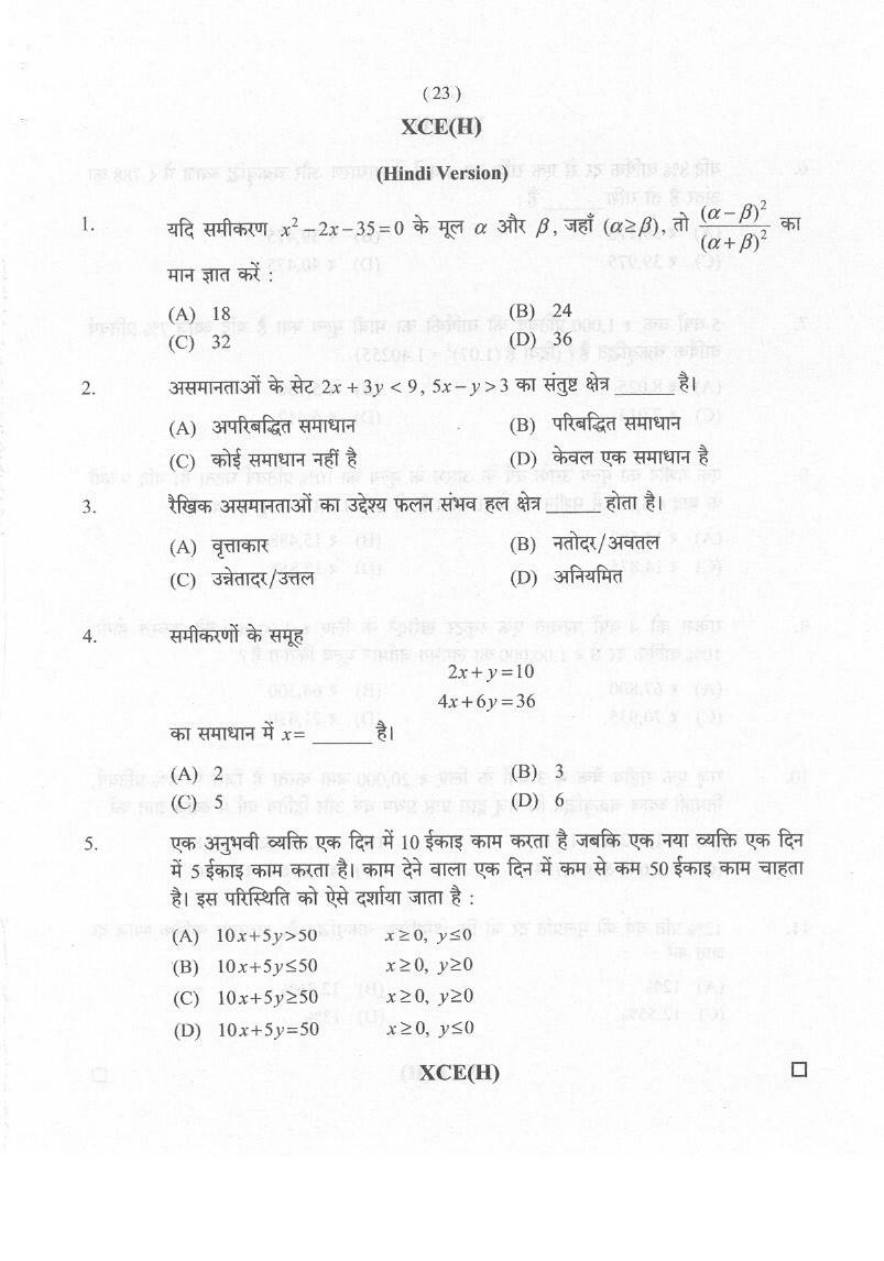 ( 23 )
XCE(H)
(Hindi Version)
1. यदि समीकरण x² – 2x – 35 = 0 के मूल α और β, जहाँ (α≥β), तो (α – β)² / (α + β)² का
मान ज्ञात करें :
(A) 18 (B) 24
(C) 32 (D) 36
2. असमानताओं के सेट 2x + 3y < 9, 5x – y > 3 का संतुष्ट क्षेत्र ______ है।
(A) अपरिबद्धित समाधान (B) परिबद्धित समाधान
(C) कोई समाधान नहीं है (D) केवल एक समाधान है
3. रैखिक असमानताओं का उद्देश्य फलन संभव हल क्षेत्र ______ होता है।
(A) वृत्ताकार (B) नतोदर/अवतल
(C) उन्नेतादर/उत्तल (D) अनियमित
4. समीकरणों के समूह
2x + y = 10
4x + 6y = 36
का समाधान में x = ______ है।
(A) 2 (B) 3
(C) 5 (D) 6
5. एक अनुभवी व्यक्ति एक दिन में 10 ईकाइ काम करता है जबकि एक नया व्यक्ति एक दिन
में 5 ईकाइ काम करता है। काम देने वाला एक दिन में कम से कम 50 ईकाइ काम चाहता
है। इस परिस्थिति को ऐसे दर्शाया जाता है :
(A) 10x+5y>50 x≥0, y≤0
(B) 10x+5y≤50 x≥0, y≥0
(C) 10x+5y≥50 x≥0, y≥0
(D) 10x+5y=50 x≥0, y≤0
XCE(H)